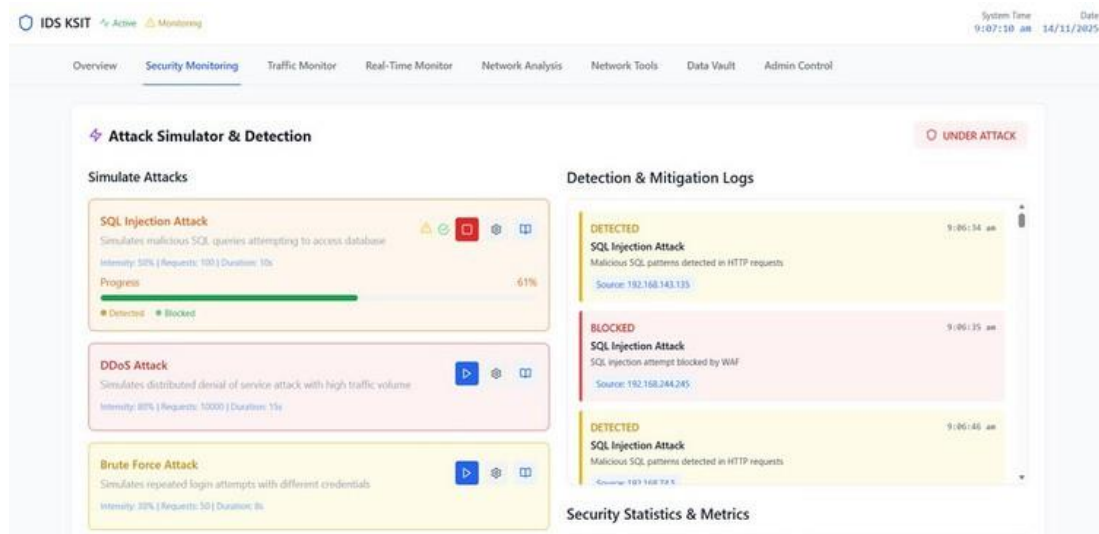 IDS KSIT Active Monitoring
System Time Date
9:07:10 am 14/11/2025
Overview Security Monitoring Traffic Monitor Real-Time Monitor Network Analysis Network Tools Data Vault Admin Control
Attack Simulator & Detection
UNDER ATTACK
Simulate Attacks
SQL Injection Attack
Simulates malicious SQL queries attempting to access database
Intensity: 50% | Requests: 100 | Duration: 10s
Progress 61%
Detected Blocked
DDoS Attack
Simulates distributed denial of service attack with high traffic volume
Intensity: 80% | Requests: 10000 | Duration: 15s
Brute Force Attack
Simulates repeated login attempts with different credentials
Intensity: 30% | Requests: 50 | Duration: 8s
Detection & Mitigation Logs
DETECTED 9:06:34 am
SQL Injection Attack
Malicious SQL patterns detected in HTTP requests
Source: 192.168.143.135
BLOCKED 9:06:35 am
SQL Injection Attack
SQL injection attempt blocked by WAF
Source: 192.168.244.245
DETECTED 9:06:46 am
SQL Injection Attack
Malicious SQL patterns detected in HTTP requests
Source: 192.168.74.5
Security Statistics & Metrics